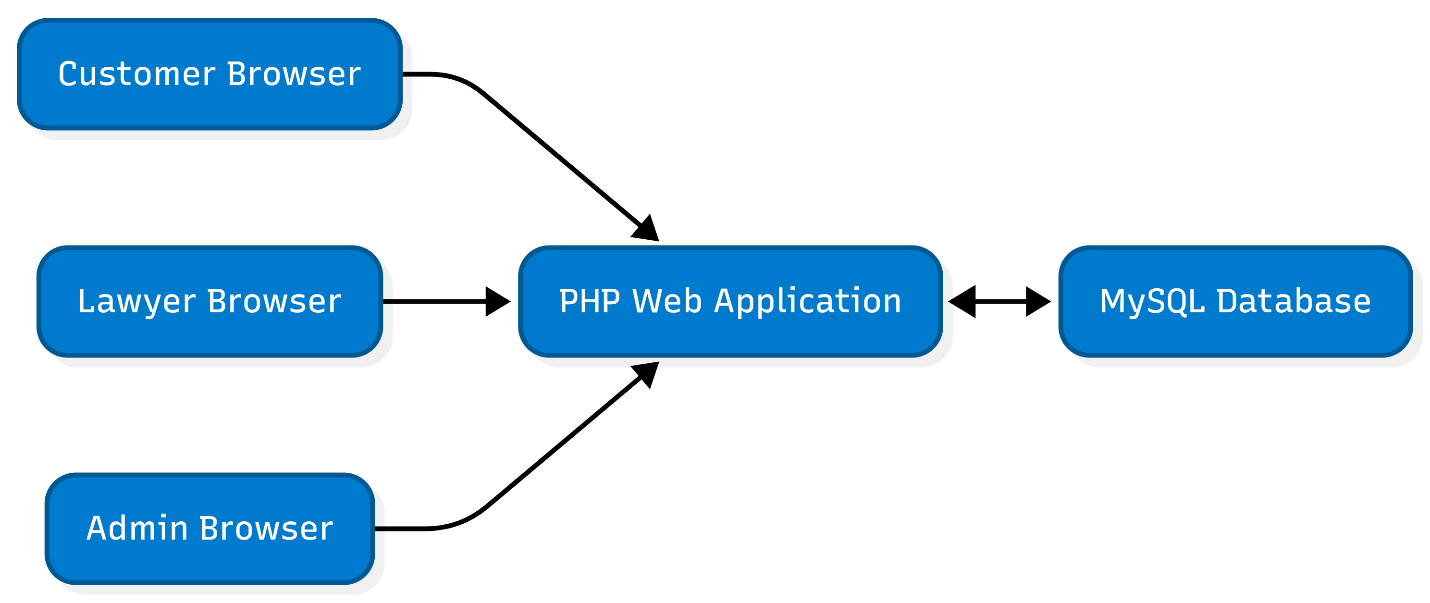 Customer Browser
Lawyer Browser
PHP Web Application
MySQL Database
Admin Browser